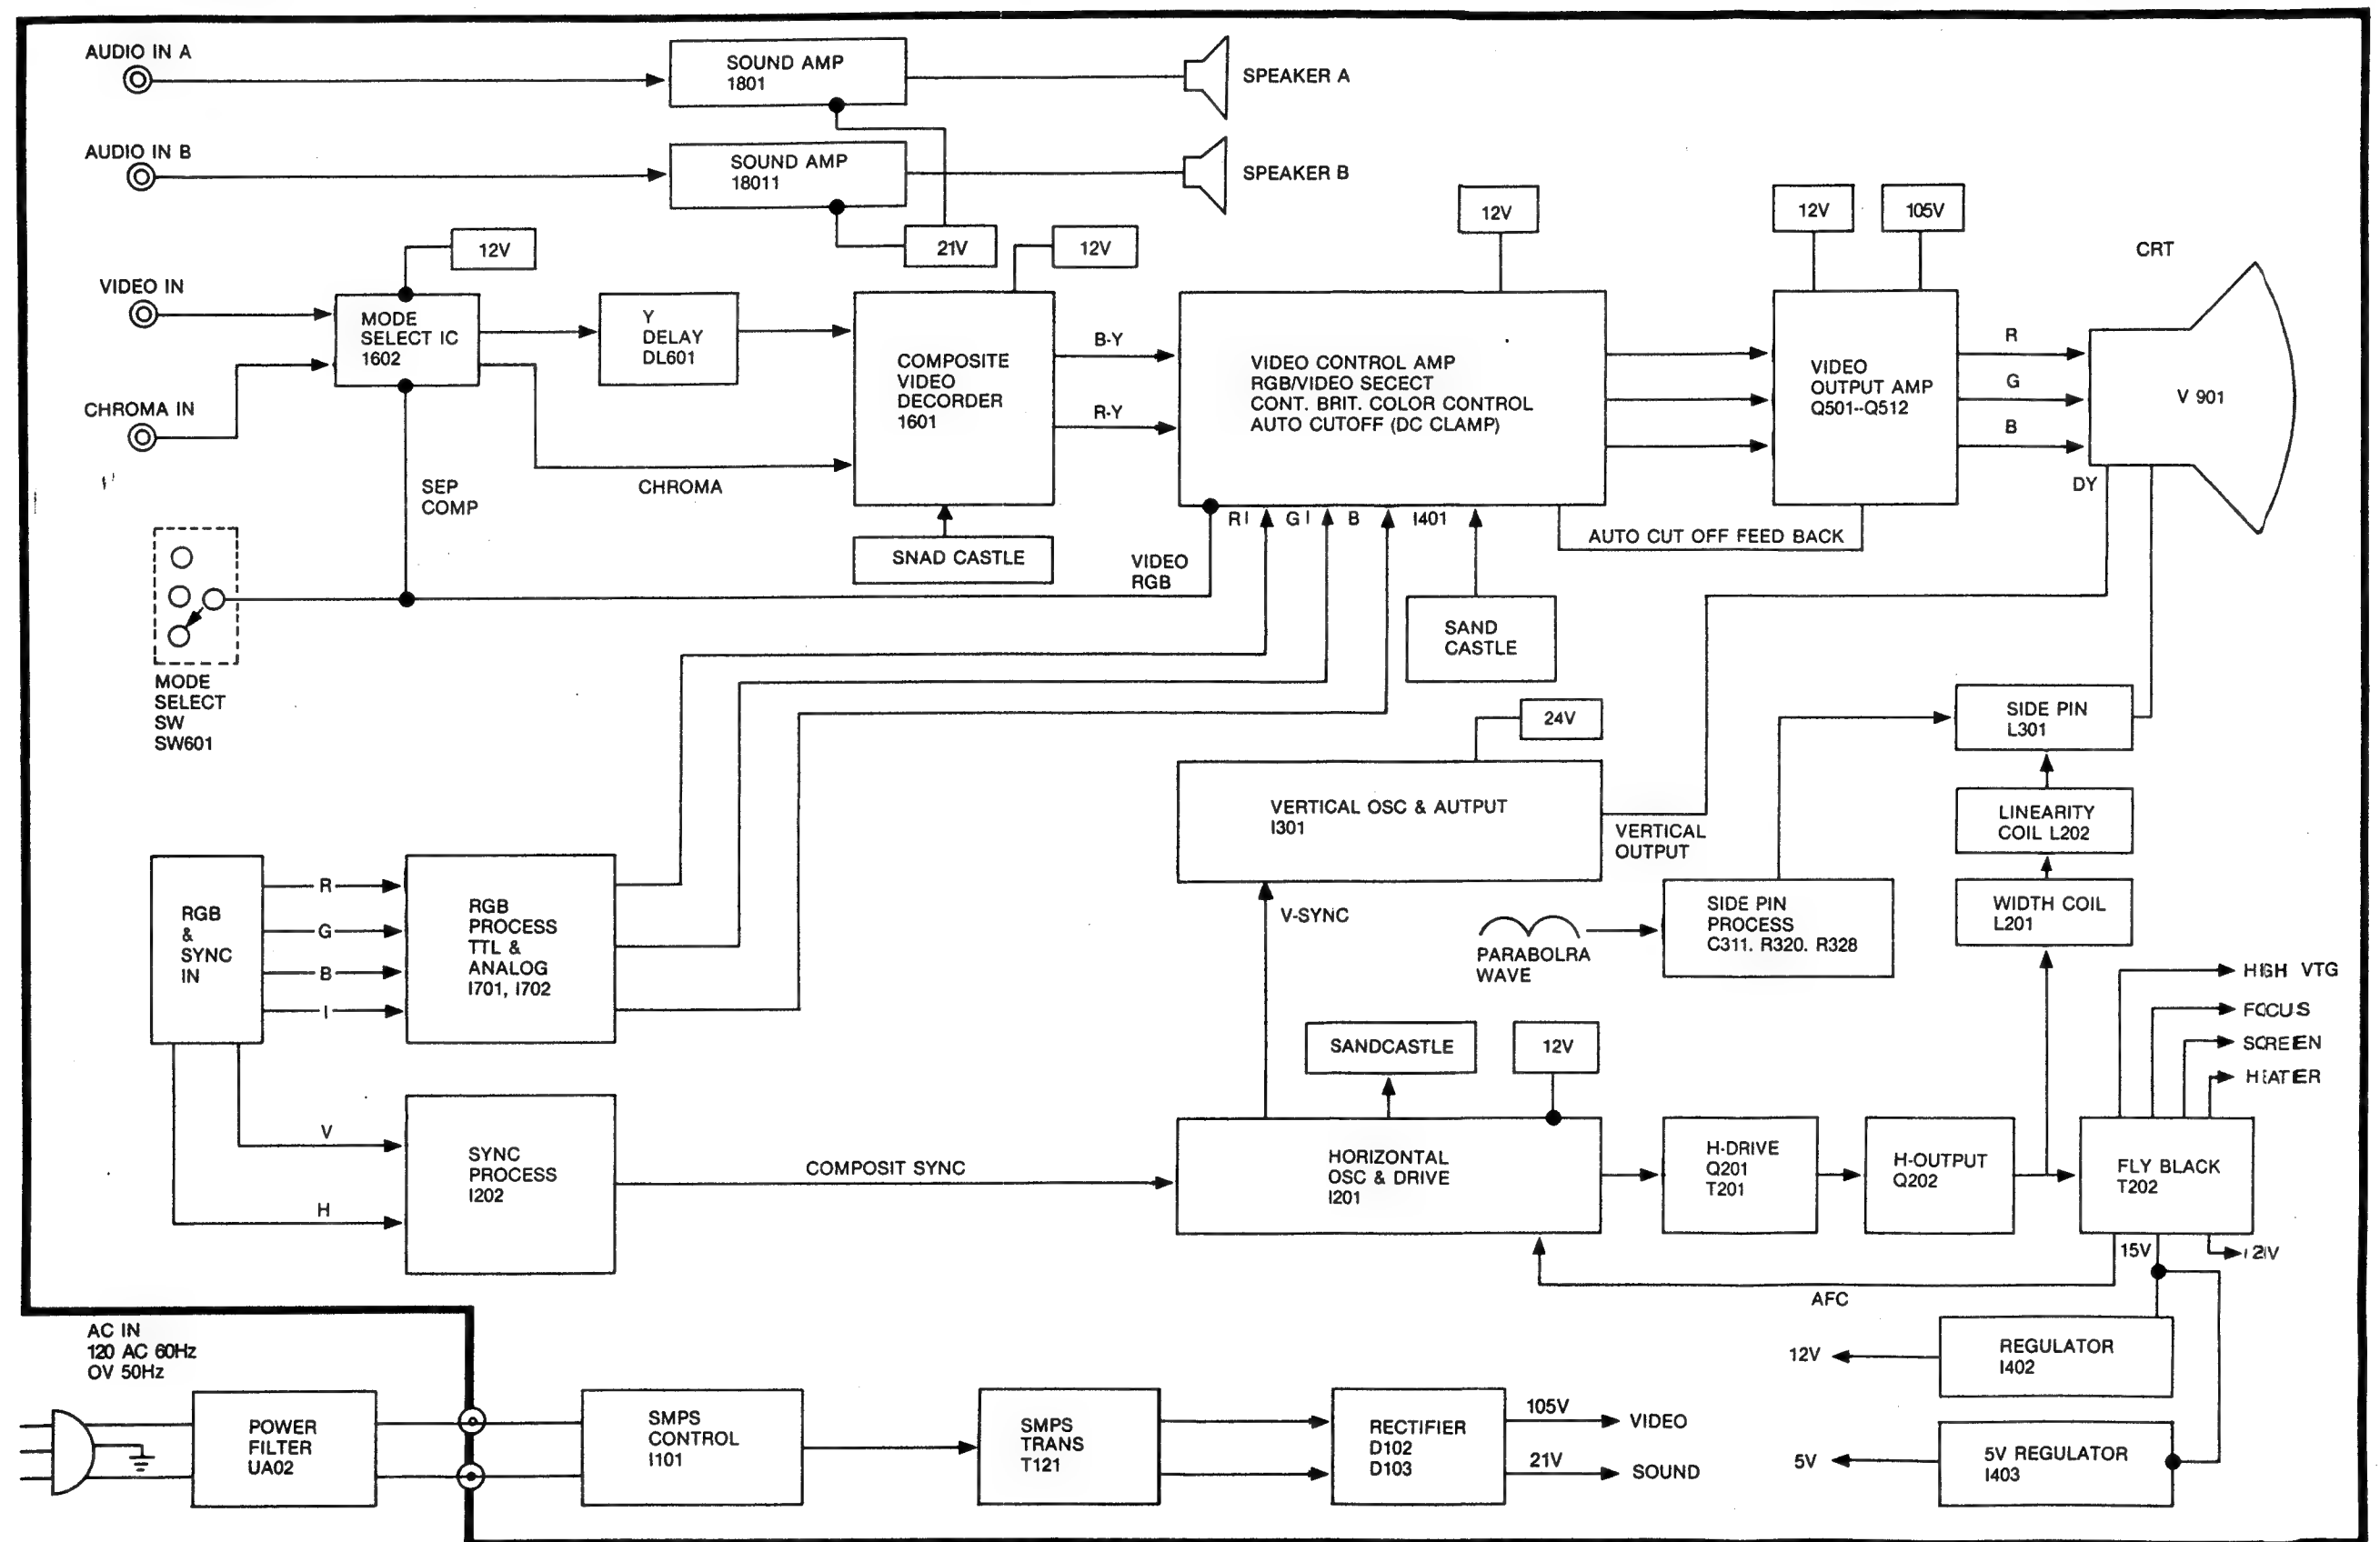 AUDIO IN A
SOUND AMP
1801
SPEAKER A
AUDIO IN B
SOUND AMP
18011
SPEAKER B
12V
21V
12V
12V
12V
105V
CRT
VIDEO IN
MODE
SELECT IC
1602
Y
DELAY
DL601
CHROMA IN
COMPOSITE
VIDEO
DECORDER
1601
B-Y
R-Y
VIDEO CONTROL AMP
RGB/VIDEO SECECT
CONT. BRIT. COLOR CONTROL
AUTO CUTOFF (DC CLAMP)
VIDEO
OUTPUT AMP
Q501--Q512
R
G
B
V 901
DY
SEP
COMP
CHROMA
SNAD CASTLE
VIDEO
RGB
RI
GI
B
I401
AUTO CUT OFF FEED BACK
SAND
CASTLE
MODE
SELECT
SW
SW601
24V
SIDE PIN
L301
VERTICAL OSC & AUTPUT
I301
VERTICAL
OUTPUT
LINEARITY
COIL L202
RGB
&
SYNC
IN
R
G
B
I
RGB
PROCESS
TTL &
ANALOG
I701, I702
V-SYNC
PARABOLRA
WAVE
SIDE PIN
PROCESS
C311. R320. R328
WIDTH COIL
L201
HIGH VTG
FOCUS
SCREEN
HEATER
SANDCASTLE
12V
V
H
SYNC
PROCESS
I202
COMPOSIT SYNC
HORIZONTAL
OSC & DRIVE
I201
H-DRIVE
Q201
T201
H-OUTPUT
Q202
FLY BLACK
T202
15V
AFC
AC IN
120 AC 60Hz
OV 50Hz
12V
REGULATOR
I402
POWER
FILTER
UA02
SMPS
CONTROL
I101
SMPS
TRANS
T121
RECTIFIER
D102
D103
105V
VIDEO
21V
SOUND
5V
5V REGULATOR
I403